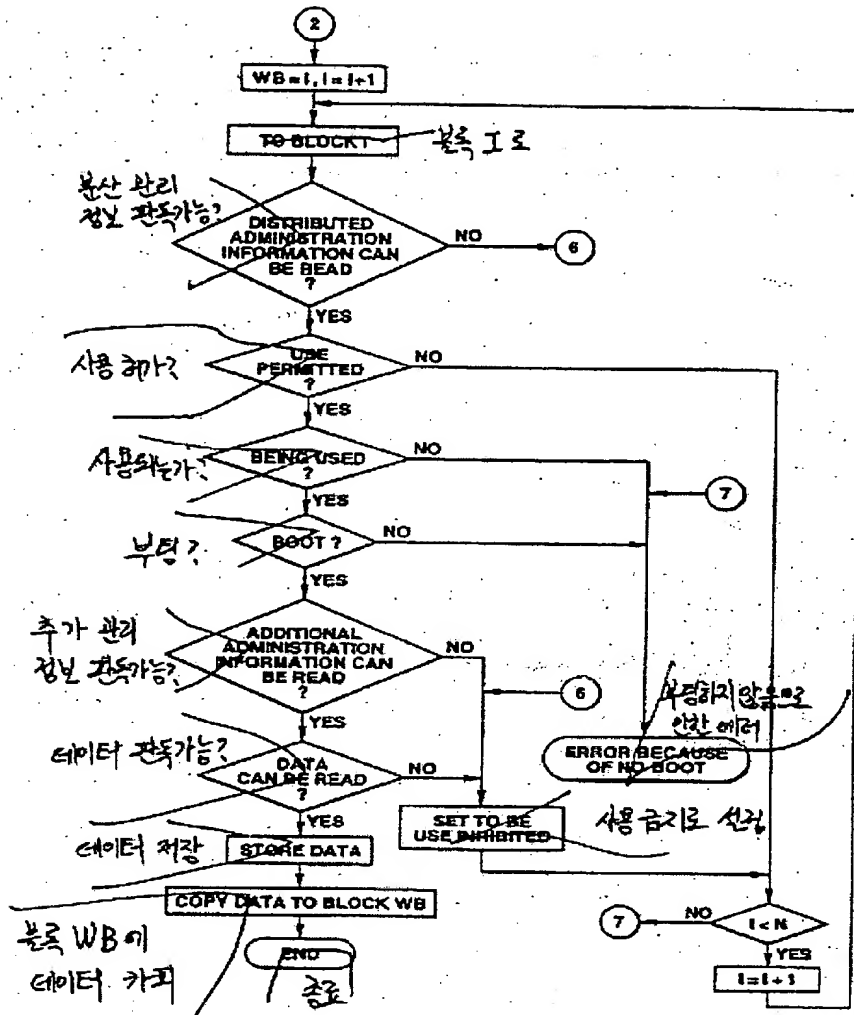 2
WB=I, I=I+1
TO BLOCK I
블록 I 로
분산 관리
정보 판독가능?
DISTRIBUTED
ADMINISTRATION
INFORMATION CAN
BE READ
?
NO
6
YES
사용 허가?
USE
PERMITTED
?
NO
YES
사용되는가?
BEING USED
?
NO
7
YES
부팅?
BOOT ?
NO
YES
추가 관리
정보 판독가능?
ADDITIONAL
ADMINISTRATION
INFORMATION CAN
BE READ
?
NO
6
YES
부팅하지 않음으로
인한 에러
ERROR BECAUSE
OF NO BOOT
데이터 판독가능?
DATA
CAN BE READ
?
NO
YES
SET TO BE
USE INHIBITED
사용 금지로 선정
데이터 저장
STORE DATA
COPY DATA TO BLOCK WB
블록 WB에
데이터 카피
END
종료
7
NO
I < N
YES
I=I+1